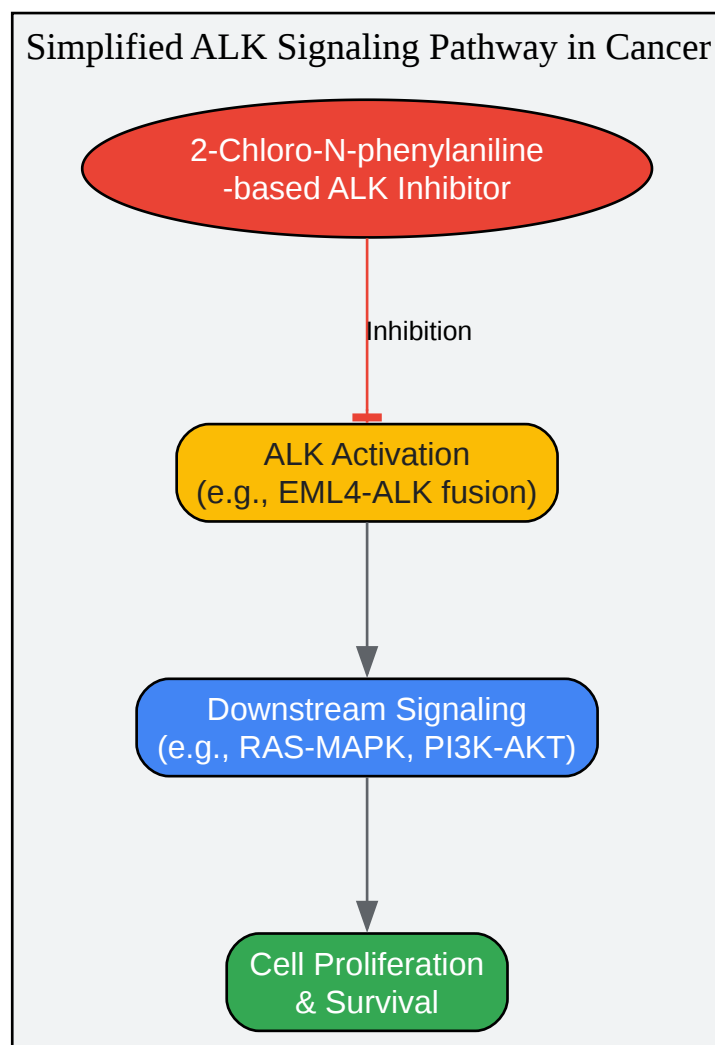 Simplified ALK Signaling Pathway in Cancer
2-Chloro-N-phenylaniline
-based ALK Inhibitor
Inhibition
ALK Activation
(e.g., EML4-ALK fusion)
Downstream Signaling
(e.g., RAS-MAPK, PI3K-AKT)
Cell Proliferation
& Survival